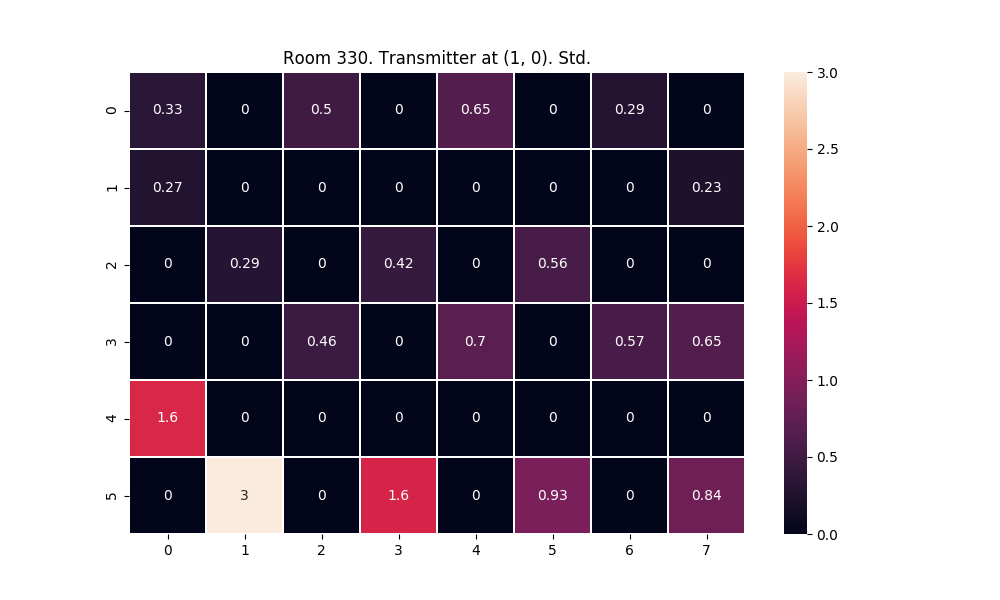 Room 330. Transmitter at (1, 0). Std.
0 0.33 0 0.5 0 0.65 0 0.29 0
1 0.27 0 0 0 0 0 0 0.23
2 0 0.29 0 0.42 0 0.56 0 0
3 0 0 0.46 0 0.7 0 0.57 0.65
4 1.6 0 0 0 0 0 0 0
5 0 3 0 1.6 0 0.93 0 0.84
0 1 2 3 4 5 6 7
3.0
2.5
2.0
1.5
1.0
0.5
0.0